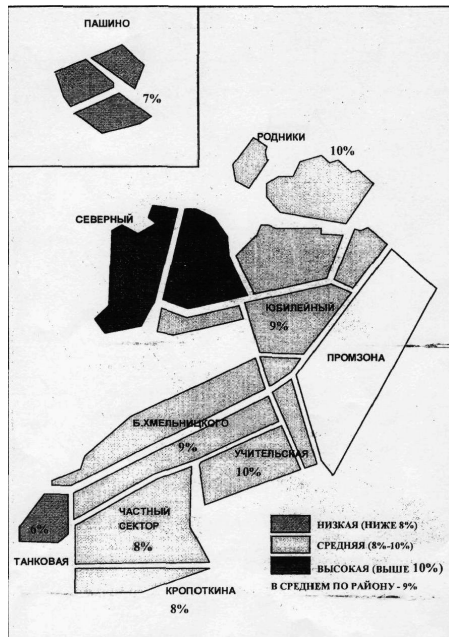 ПАШИНО
7%
РОДНИКИ
10%
СЕВЕРНЫЙ
ЮБИЛЕЙНЫЙ
9%
ПРОМЗОНА
Б.ХМЕЛЬНИЦКОГО
9%
УЧИТЕЛЬСКАЯ
10%
6%
ЧАСТНЫЙ
СЕКТОР
8%
ТАНКОВАЯ
КРОПОТКИНА
8%
НИЗКАЯ (НИЖЕ 8%)
СРЕДНЯЯ (8%-10%)
ВЫСОКАЯ (ВЫШЕ 10%)
В СРЕДНЕМ ПО РАЙОНУ - 9%